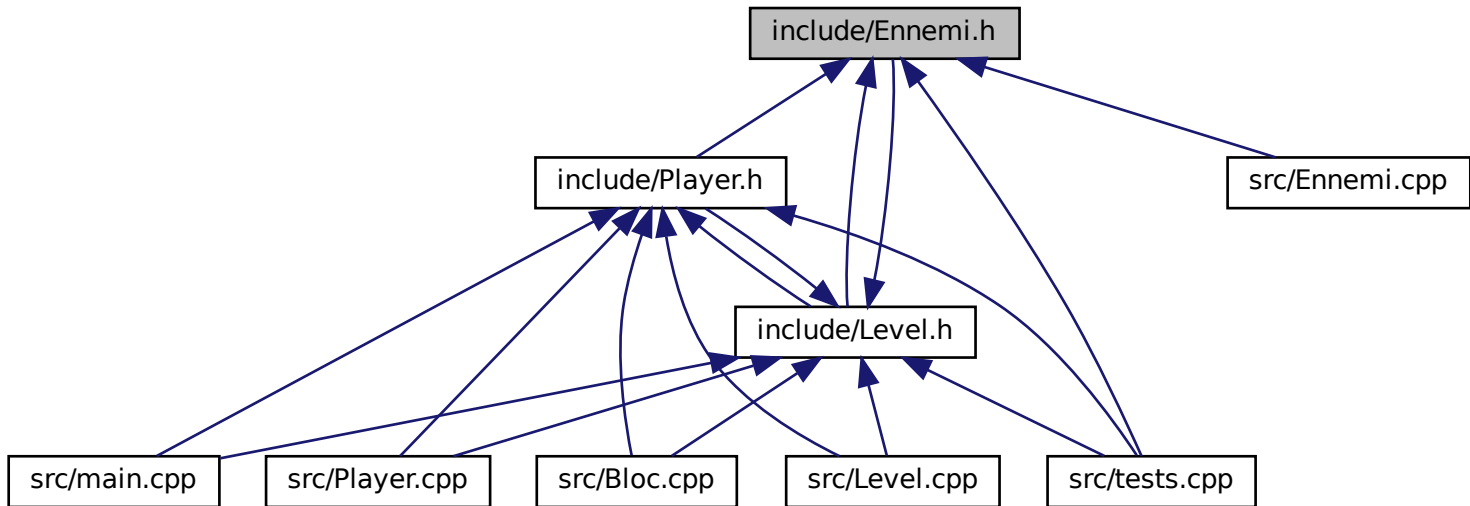 include/Ennemi.h
include/Player.h
src/Ennemi.cpp
include/Level.h
src/main.cpp
src/Player.cpp
src/Bloc.cpp
src/Level.cpp
src/tests.cpp